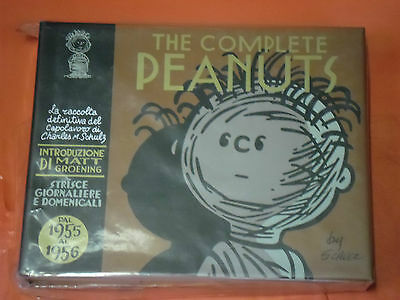 THE COMPLETE
PEANUTS
La raccolta
definitiva del
Capolavoro di
Charles M. Schulz
INTRODUZIONE
DI MATT
GROENING
STRISCE
GIORNALIERE
E DOMENICALI
DAL
1955
AL
1956
by
SCHULZ